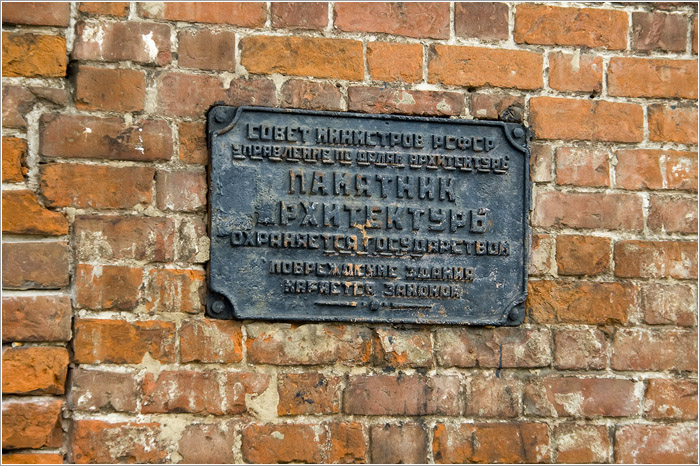 СОВЕТ МИНИСТРОВ РСФСР
УПРАВЛЕНИЕ ПО ДЕЛАМ АРХИТЕКТУРЫ
ПАМЯТНИК
АРХИТЕКТУРЫ
ОХРАНЯЕТСЯ ГОСУДАРСТВОМ
ПОВРЕЖДЕНИЕ ЗДАНИЯ
КАРАЕТСЯ ЗАКОНОМ